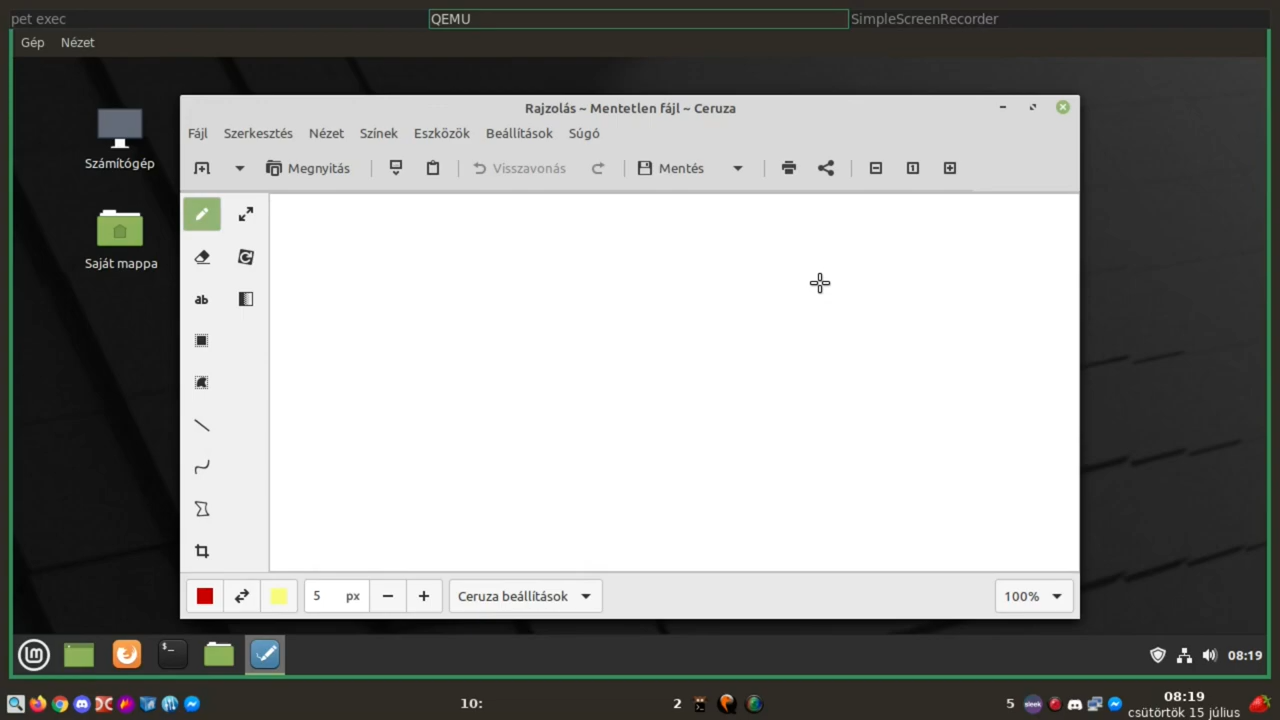 pet exec
QEMU
SimpleScreenRecorder
Gép Nézet
Rajzolás ~ Mentetlen fájl ~ Ceruza
Fájl Szerkesztés Nézet Színek Eszközök Beállítások Súgó
Megnyitás Visszavonás Mentés
Számítógép
Saját mappa
ab
5 px
Ceruza beállítások
100%
08:19
10:
2
5
sleek
08:19
csütörtök 15 július